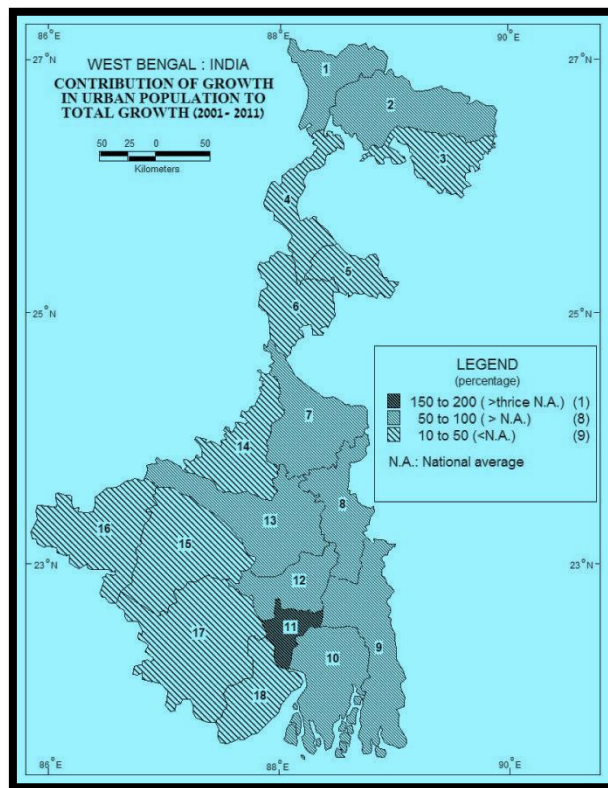 86°E 88°E 90°E
27°N 27°N
WEST BENGAL : INDIA
CONTRIBUTION OF GROWTH
IN URBAN POPULATION TO
TOTAL GROWTH (2001- 2011)
50 25 0 50
Kilometers
1
2
3
4
5
6
25°N 25°N
LEGEND
(percentage)
150 to 200 ( >thrice N.A.) (1)
50 to 100 ( > N.A.) (8)
10 to 50 (<N.A.) (9)
N.A.: National average
7
14
8
13
16
15
23°N 23°N
12
11
17
10
9
18
86°E 88°E 90°E